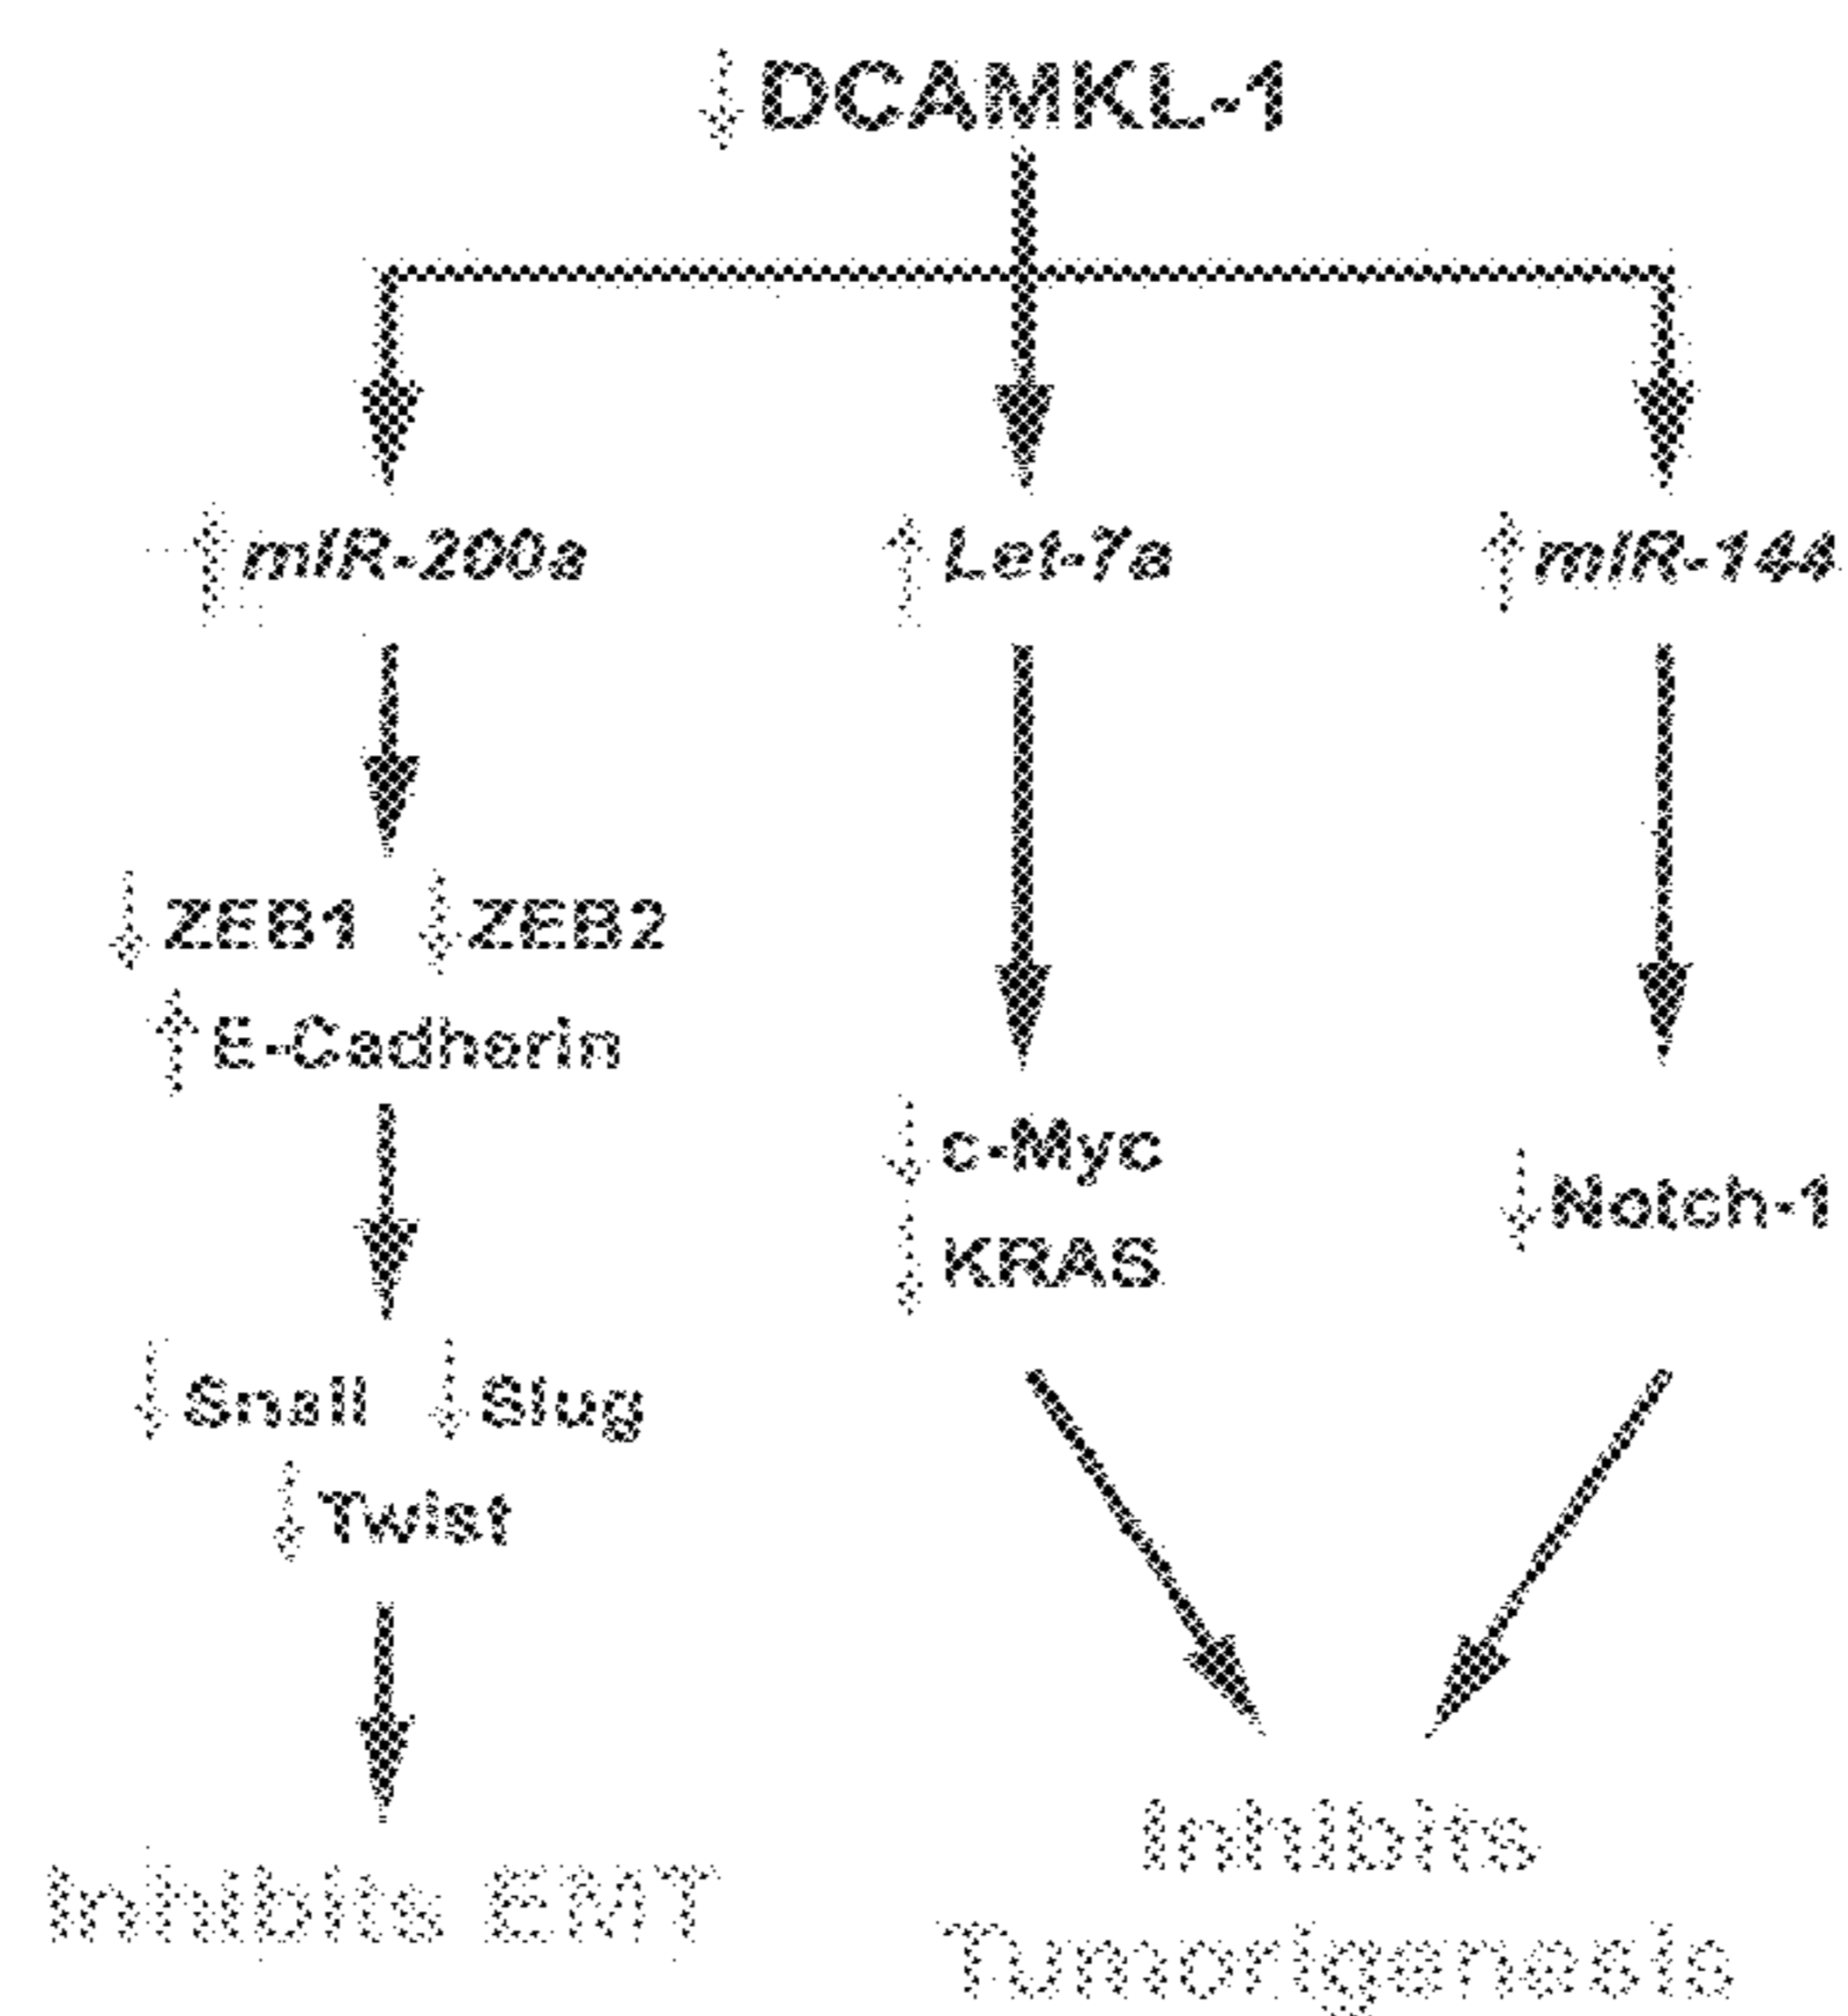 DCAMKL-1
miR-200a
Let-7a
miR-144
ZEB1 ZEB2
E-Cadherin
c-Myc
KRAS
Notch-1
Snail Slug
Twist
Inhibits EMT
Inhibits
Tumorigenesis